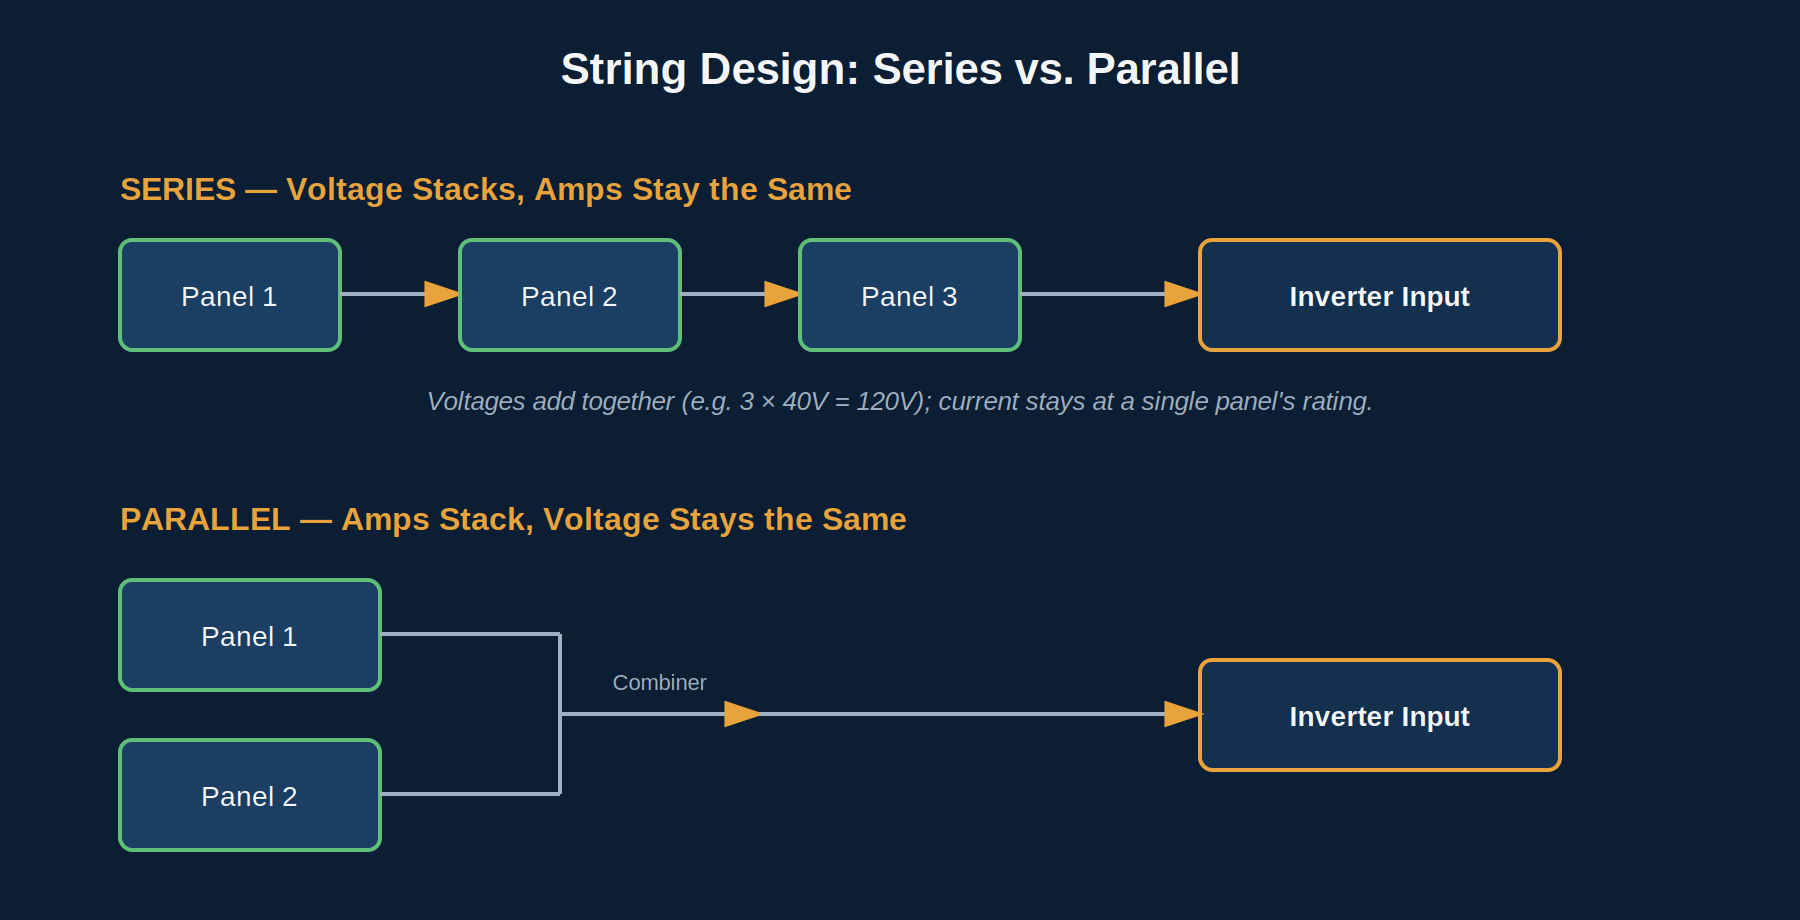 String Design: Series vs. Parallel
SERIES — Voltage Stacks, Amps Stay the Same
Panel 1
Panel 2
Panel 3
Inverter Input
Voltages add together (e.g. 3 × 40V = 120V); current stays at a single panel's rating.
PARALLEL — Amps Stack, Voltage Stays the Same
Panel 1
Combiner
Inverter Input
Panel 2